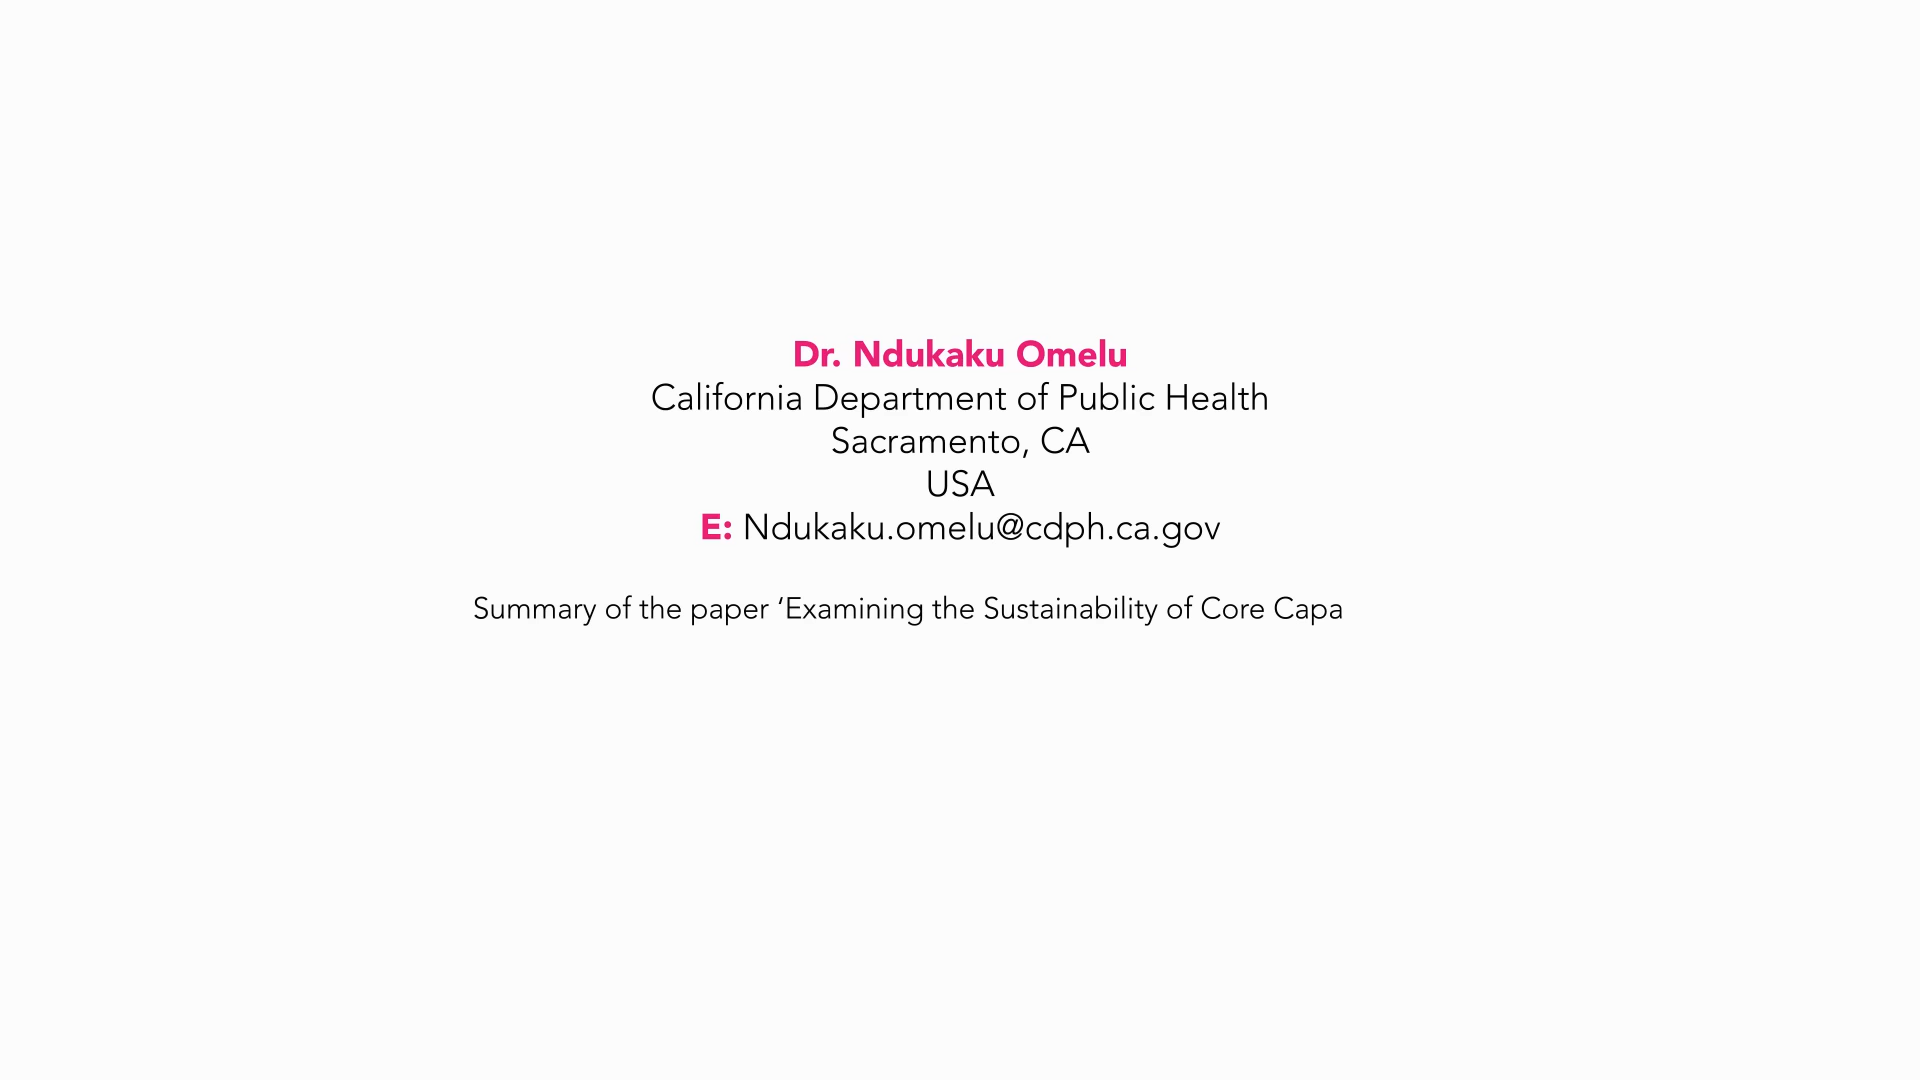 Dr. Ndukaku Omelu
California Department of Public Health
Sacramento, CA
USA
E: Ndukaku.omelu@cdph.ca.gov
Summary of the paper ‘Examining the Sustainability of Core Capa